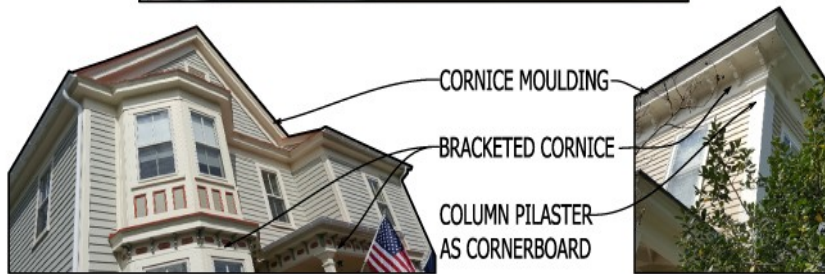 CORNICE MOULDING
BRACKETED CORNICE
COLUMN PILASTER
AS CORNERBOARD